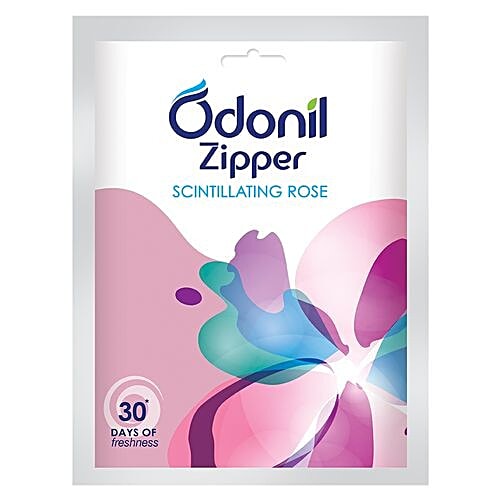 Odonil
Zipper
SCINTILLATING ROSE
30*
DAYS OF
freshness